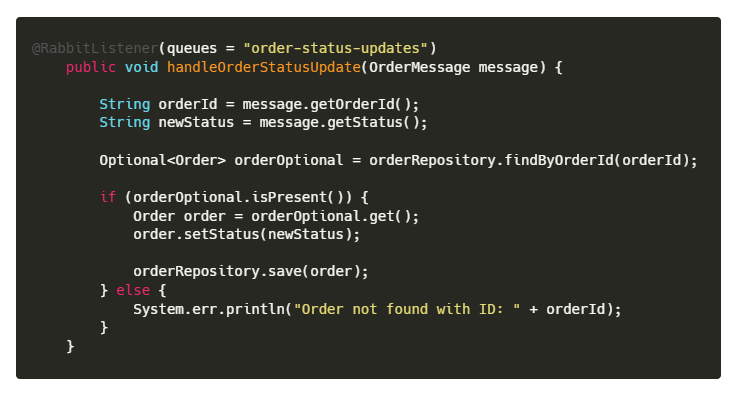 @RabbitListener(queues = "order-status-updates")
    public void handleOrderStatusUpdate(OrderMessage message) {

        String orderId = message.getOrderId();
        String newStatus = message.getStatus();

        Optional<Order> orderOptional = orderRepository.findByOrderId(orderId);

        if (orderOptional.isPresent()) {
            Order order = orderOptional.get();
            order.setStatus(newStatus);

            orderRepository.save(order);
        } else {
            System.err.println("Order not found with ID: " + orderId);
        }
    }